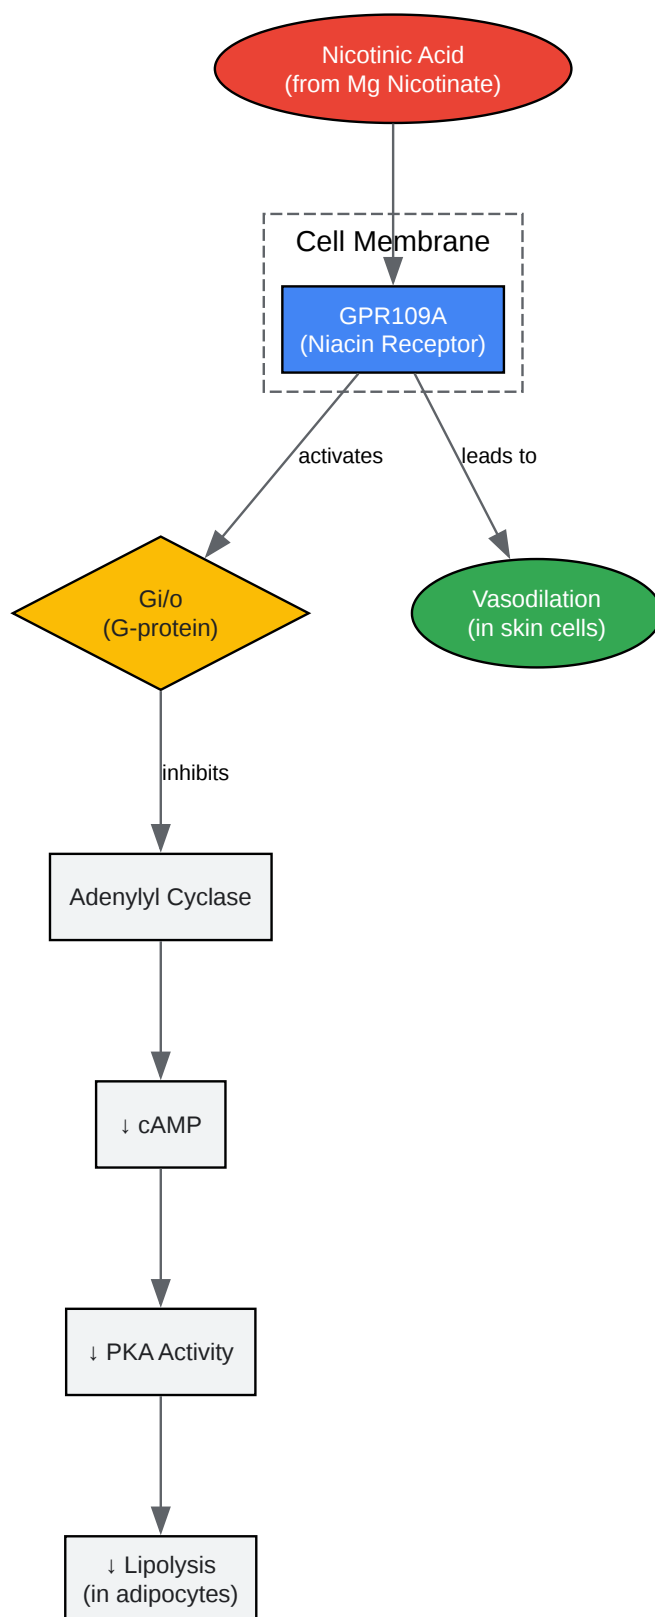 Nicotinic Acid
(from Mg Nicotinate)
Cell Membrane
GPR109A
(Niacin Receptor)
activates
leads to
Gi/o
(G-protein)
Vasodilation
(in skin cells)
inhibits
Adenylyl Cyclase
↓ cAMP
↓ PKA Activity
↓ Lipolysis
(in adipocytes)